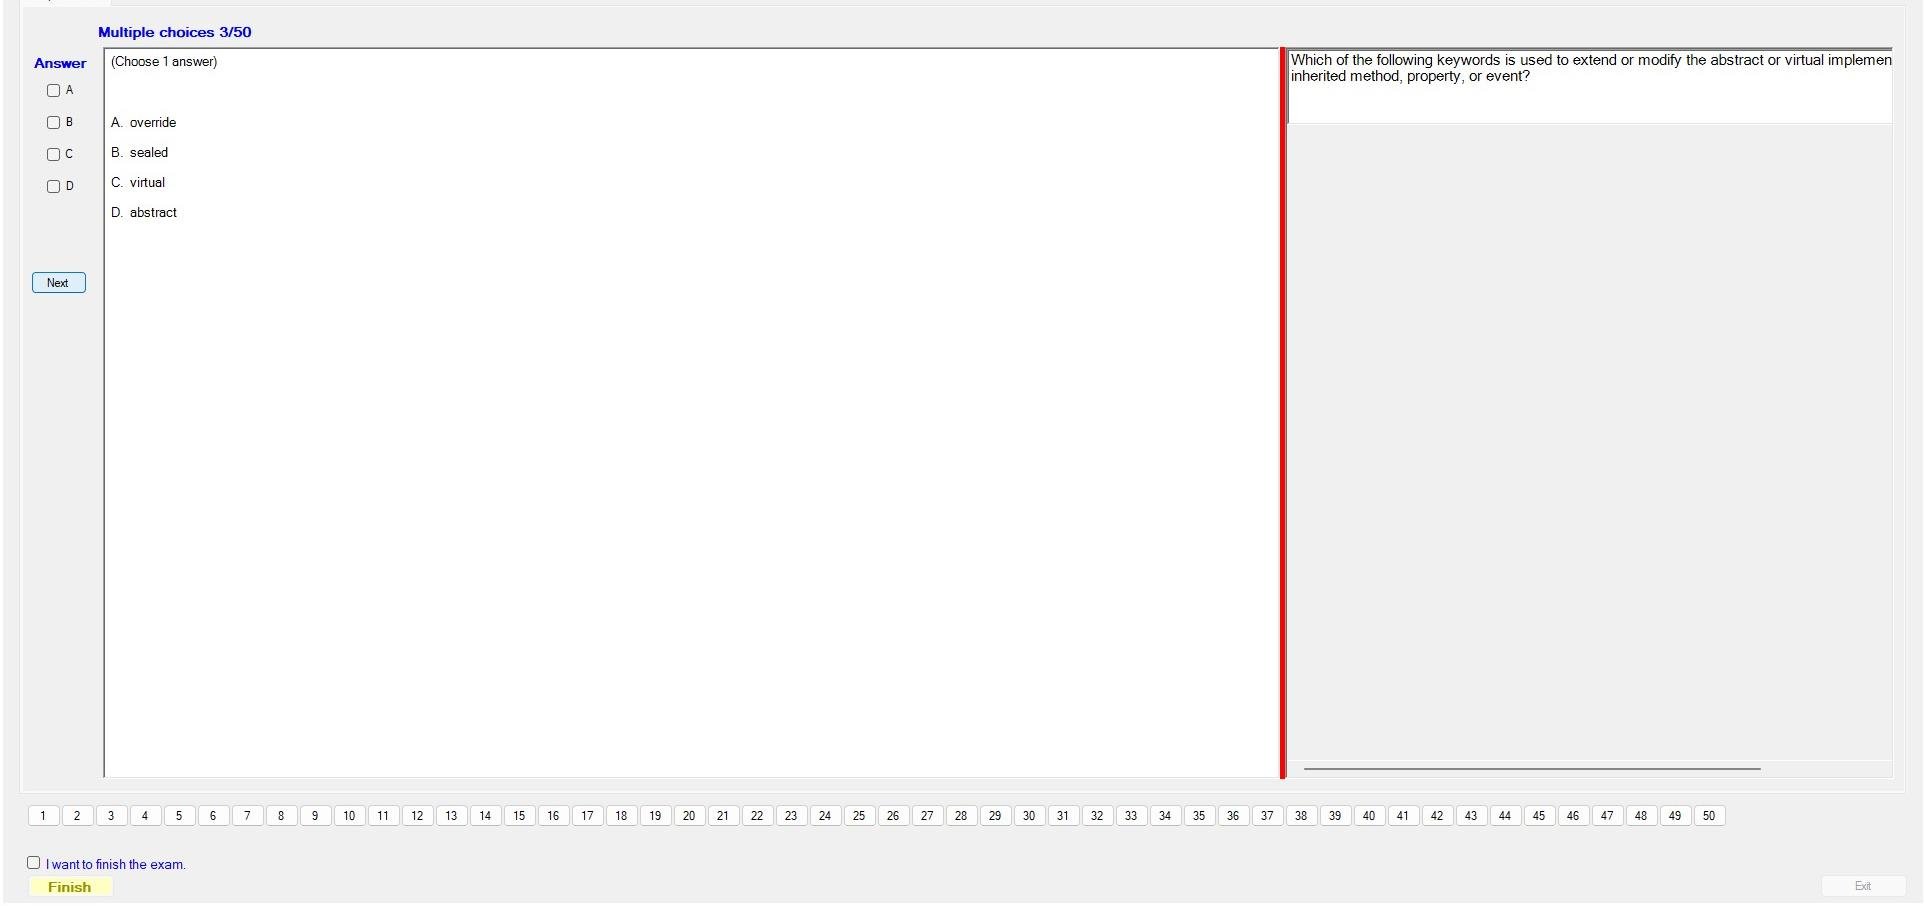 Multiple choices 3/50
Answer
A
B
C
D
Next
(Choose 1 answer)
A. override
B. sealed
C. virtual
D. abstract
Which of the following keywords is used to extend or modify the abstract or virtual implemen
inherited method, property, or event?
1 2 3 4 5 6 7 8 9 10 11 12 13 14 15 16 17 18 19 20 21 22 23 24 25 26 27 28 29 30 31 32 33 34 35 36 37 38 39 40 41 42 43 44 45 46 47 48 49 50
I want to finish the exam.
Finish
Exit